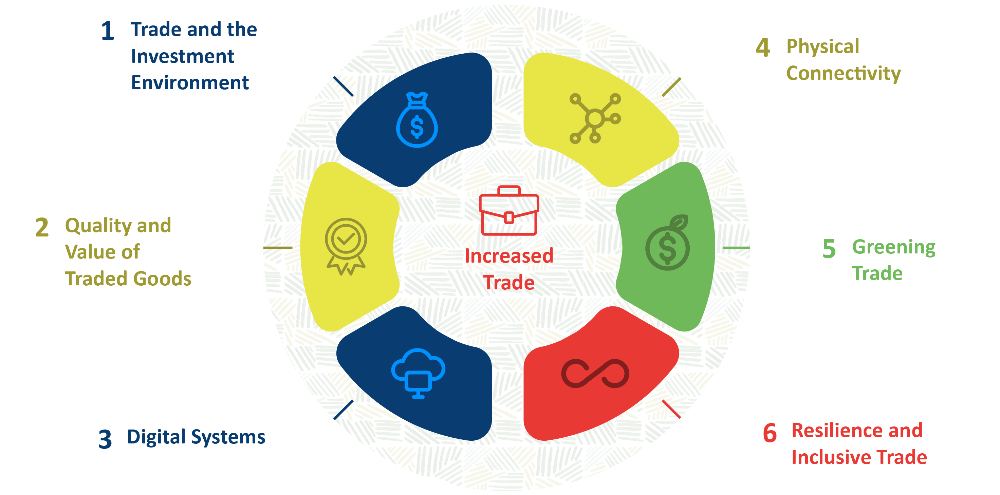 1 Trade and the
Investment
Environment
2 Quality and
Value of
Traded Goods
3 Digital Systems
4 Physical
Connectivity
5 Greening
Trade
6 Resilience and
Inclusive Trade
$
$
Increased
Trade